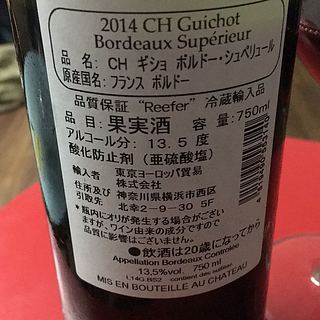 2014 CH Guichot
Bordeaux Supérieur
品 名: CH ギショ ボルドー・シュペリュール
原産国名: フランス ボルドー
品質保証 “Reefer” 冷蔵輸入品
品 目: 果実酒 容 量: 750ml
アルコール分: 13.5 度
酸化防止剤 (亜硫酸塩)
輸入者 東京ヨーロッパ貿易
株式会社
住所及び 神奈川県横浜市西区
引取先 北幸2-9-30 5F
*瓶内にオリが発生する場合がござい
ますが、ワイン由来の成分ですので
品質に影響はございません。
●飲酒は20歳になってから
Appellation Bordeaux Controlée
13,5%vol. 750 ml
L14G.BS2 contient des sulfites
MIS EN BOUTEILLE AU CHATEAU